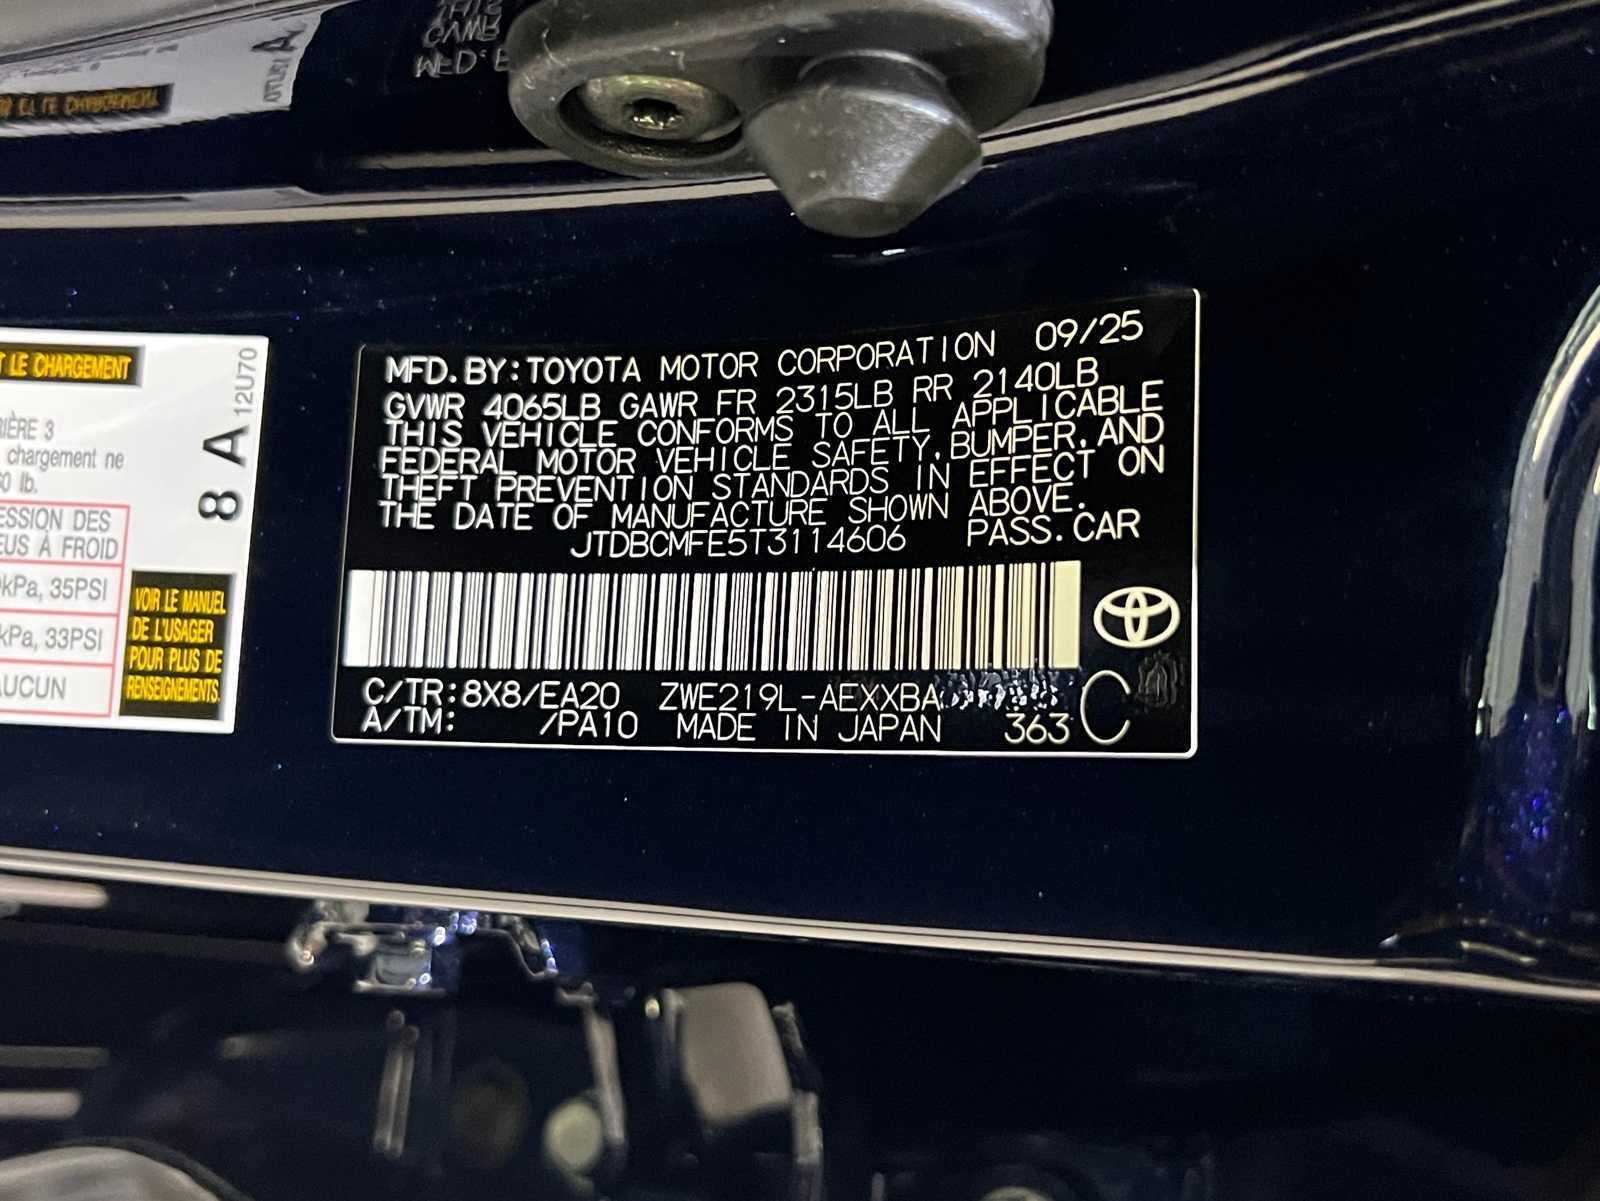 T LE CHARGEMENT
8 A 12U70
IÈRE 3
chargement ne
lb.
ESSION DES
EUS À FROID
kPa, 35PSI
kPa, 33PSI
AUCUN
VOIR LE MANUEL
DE L'USAGER
POUR PLUS DE
RENSEIGNEMENTS.
MFD. BY: TOYOTA MOTOR CORPORATION 09/25
GVWR 4065LB GAWR FR 2315LB RR 2140LB
THIS VEHICLE CONFORMS TO ALL APPLICABLE
FEDERAL MOTOR VEHICLE SAFETY, BUMPER, AND
THEFT PREVENTION STANDARDS IN EFFECT ON
THE DATE OF MANUFACTURE SHOWN ABOVE.
JTDBCMFE5T3114606 PASS. CAR
C/TR: 8X8/EA20 ZWE219L-AEXXBA
A/TM: /PA10 MADE IN JAPAN 363 C